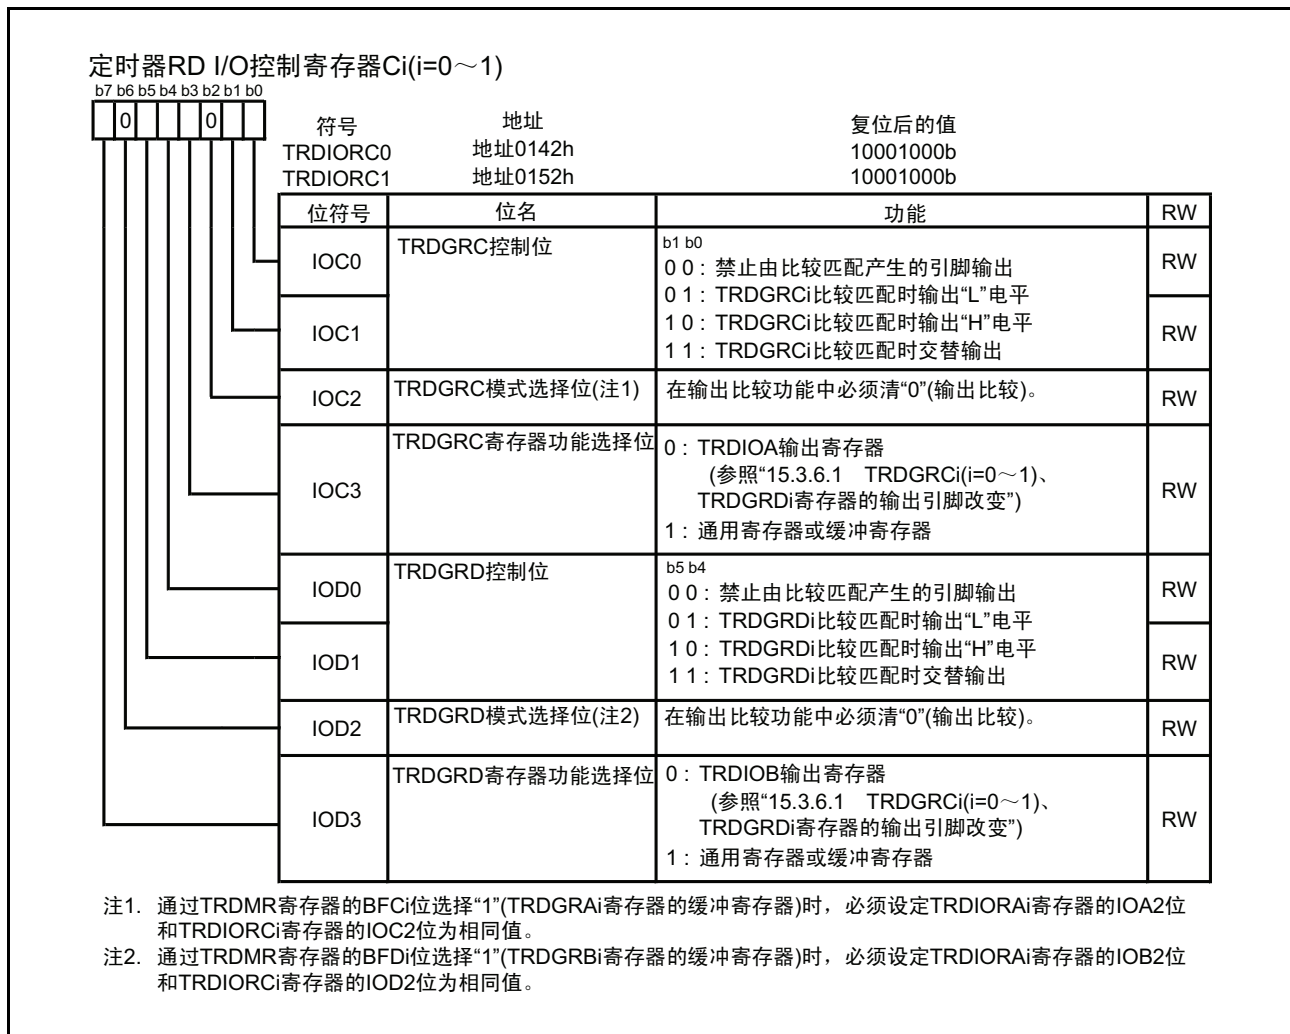 定时器RD I/O控制寄存器Ci(i=0～1)
b7 b6 b5 b4 b3 b2 b1 b0
0 0
符号 地址 复位后的值
TRDIORC0 地址0142h 10001000b
TRDIORC1 地址0152h 10001000b
位符号 位名 功能 RW
IOC0 TRDGRC控制位 b1 b0 RW
0 0：禁止由比较匹配产生的引脚输出
0 1：TRDGRCi比较匹配时输出“L”电平
IOC1 1 0：TRDGRCi比较匹配时输出“H”电平 RW
1 1：TRDGRCi比较匹配时交替输出
IOC2 TRDGRC模式选择位(注1) 在输出比较功能中必须清“0”(输出比较)。 RW
IOC3 TRDGRC寄存器功能选择位 0：TRDIOA输出寄存器 RW
(参照“15.3.6.1 TRDGRCi(i=0～1)、
TRDGRDi寄存器的输出引脚改变”)
1：通用寄存器或缓冲寄存器
IOD0 TRDGRD控制位 b5 b4 RW
0 0：禁止由比较匹配产生的引脚输出
0 1：TRDGRDi比较匹配时输出“L”电平
IOD1 1 0：TRDGRDi比较匹配时输出“H”电平 RW
1 1：TRDGRDi比较匹配时交替输出
IOD2 TRDGRD模式选择位(注2) 在输出比较功能中必须清“0”(输出比较)。 RW
IOD3 TRDGRD寄存器功能选择位 0：TRDIOB输出寄存器 RW
(参照“15.3.6.1 TRDGRCi(i=0～1)、
TRDGRDi寄存器的输出引脚改变”)
1：通用寄存器或缓冲寄存器
注1. 通过TRDMR寄存器的BFCi位选择“1”(TRDGRAi寄存器的缓冲寄存器)时，必须设定TRDIORAi寄存器的IOA2位
和TRDIORCi寄存器的IOC2位为相同值。
注2. 通过TRDMR寄存器的BFDi位选择“1”(TRDGRBi寄存器的缓冲寄存器)时，必须设定TRDIORAi寄存器的IOB2位
和TRDIORCi寄存器的IOD2位为相同值。